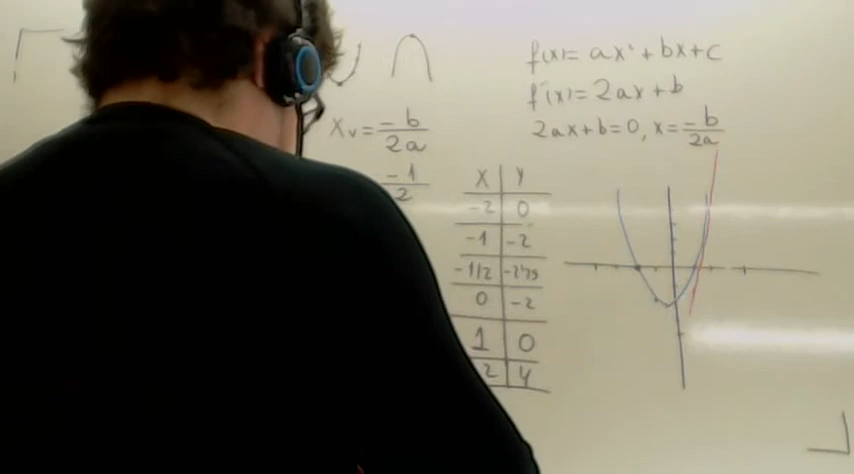 f(x)= ax²+bx+c
f'(x)= 2ax+b
2ax+b=0, x= -b/2a
Xv= -b/2a
-1/2
X | Y
-2 | 0
-1 | -2
-1/2 | -2'25
0 | -2
1 | 0
2 | 4